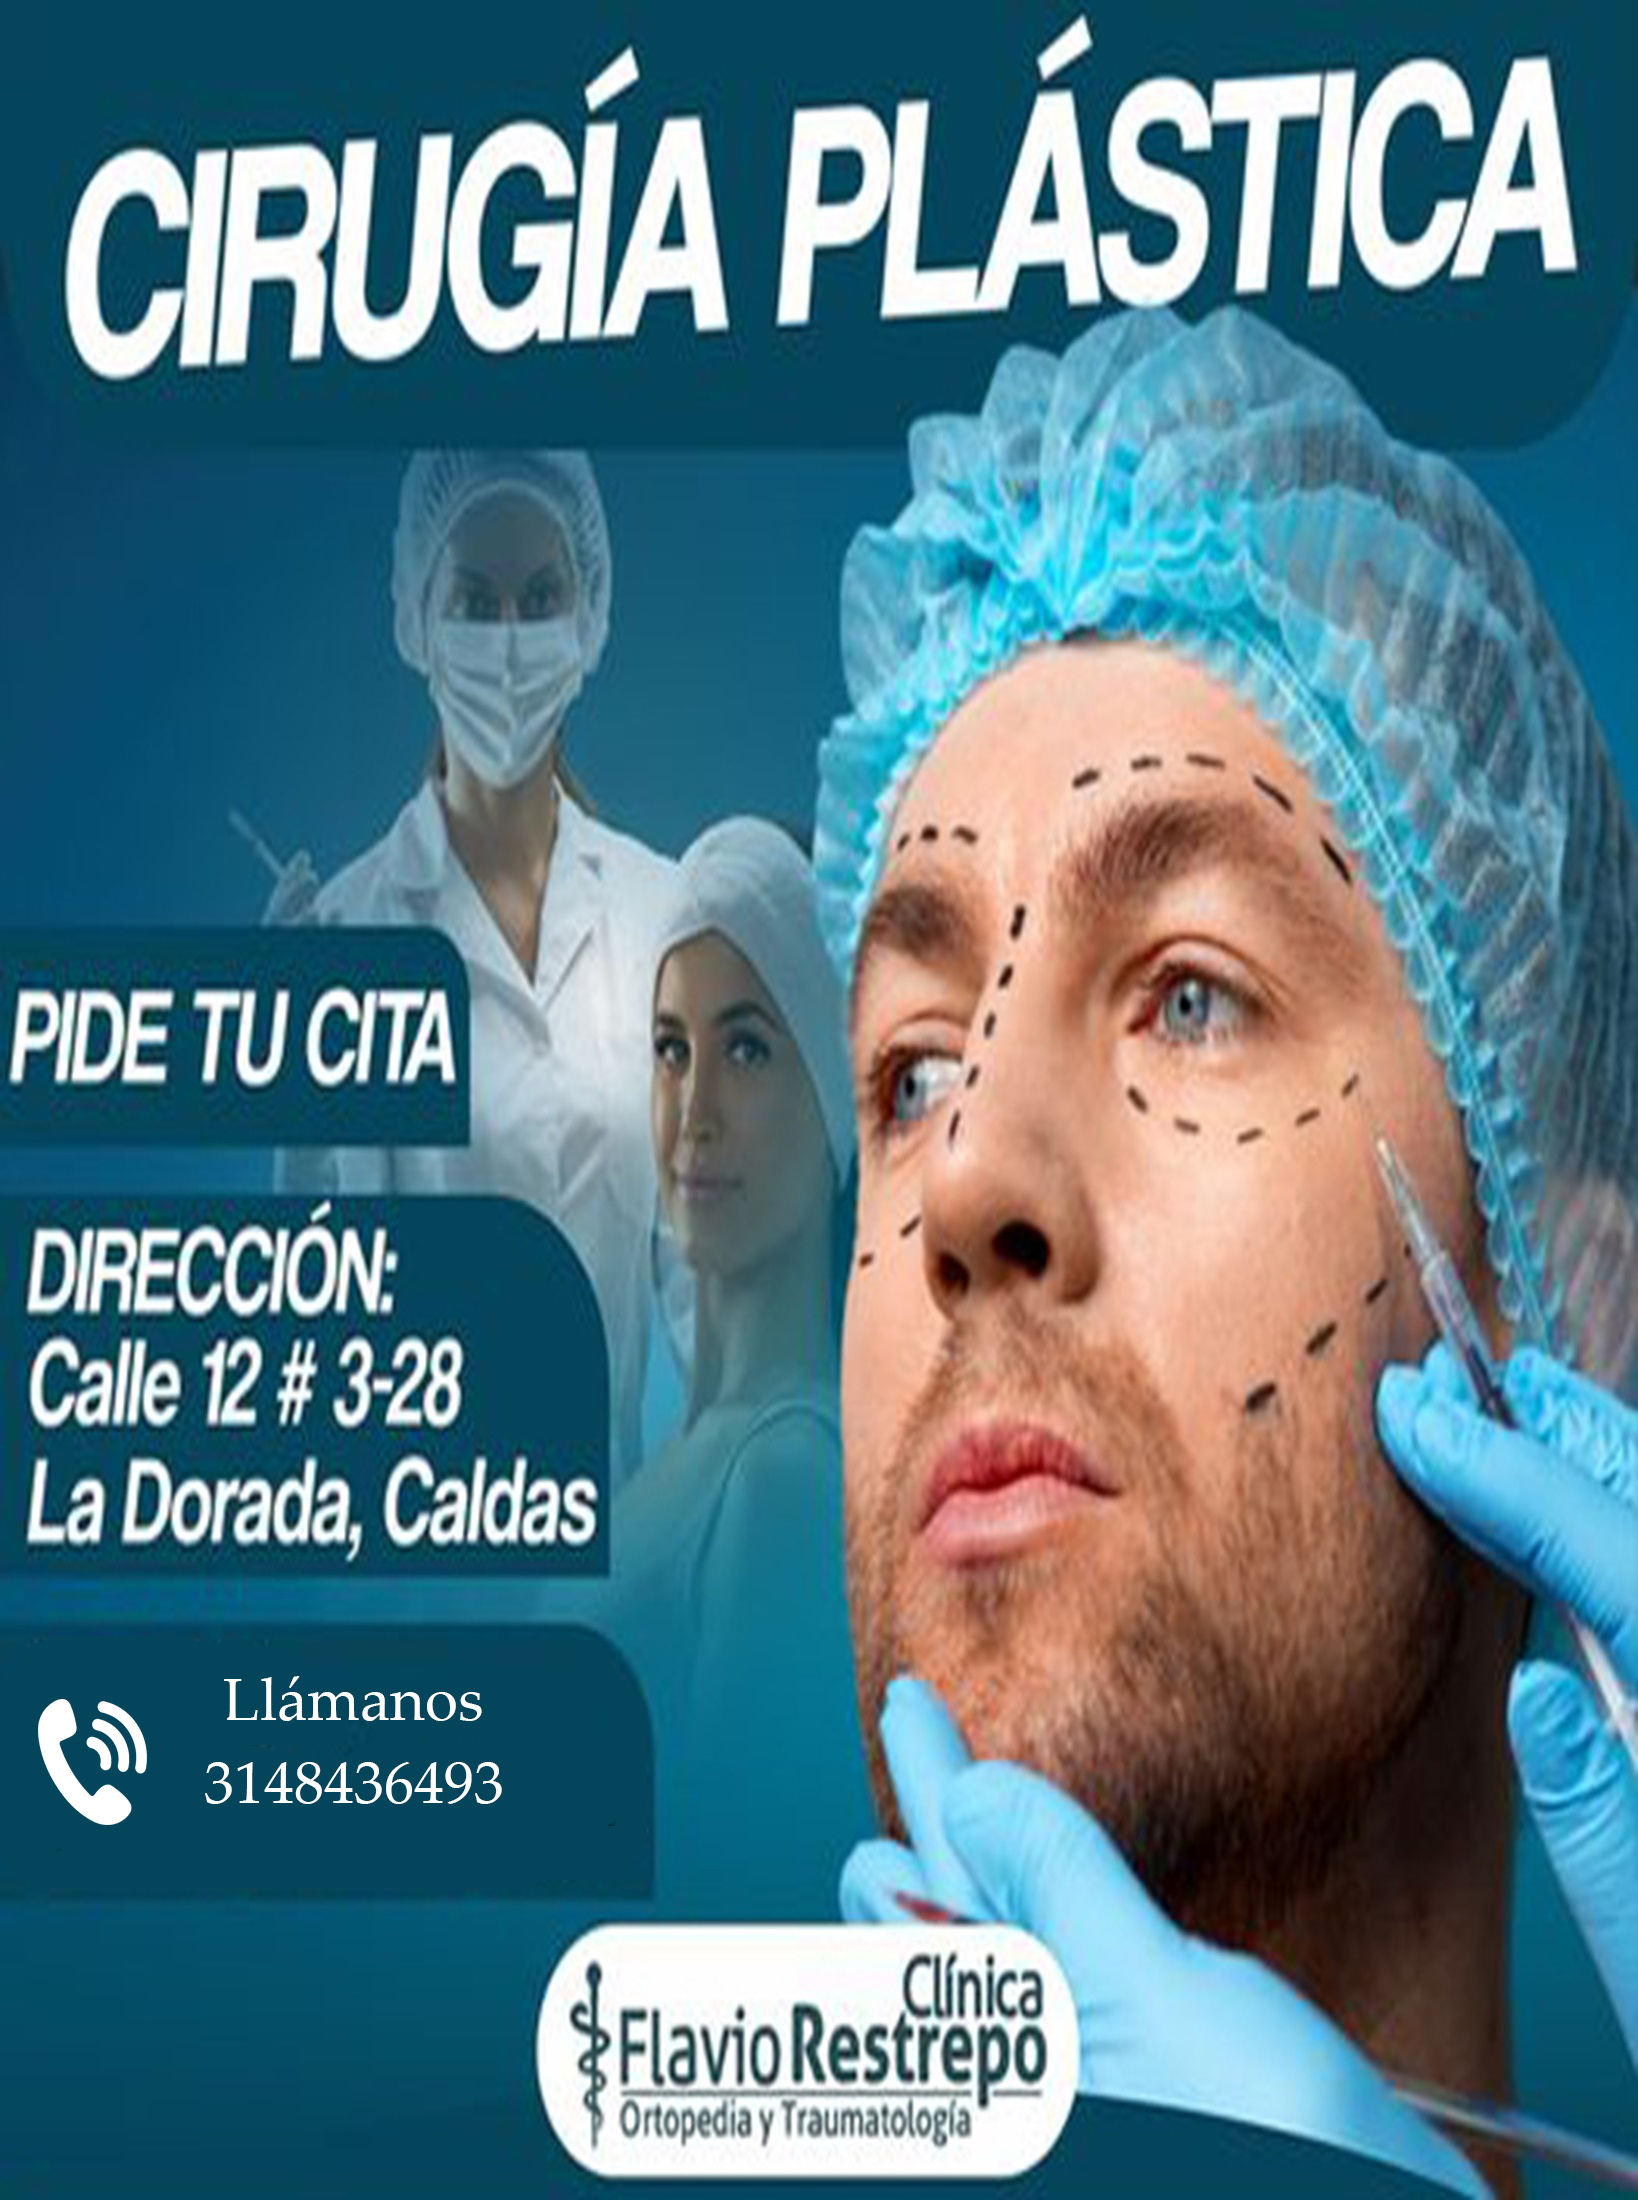 CIRUGÍA PLÁSTICA
PIDE TU CITA
DIRECCIÓN:
Calle 12 # 3-28
La Dorada, Caldas
Llámanos
3148436493
Clínica
Flavio Restrepo
Ortopedia y Traumatología